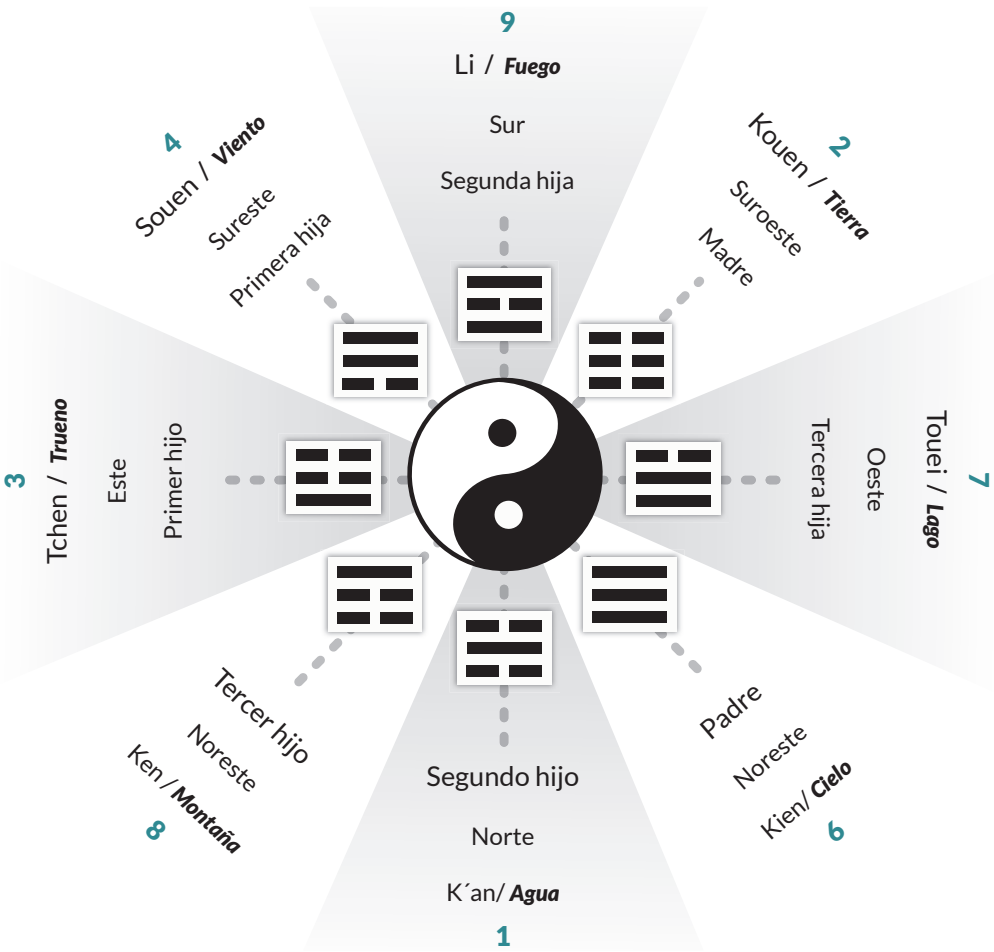 9
Li / Fuego
Sur
Segunda hija
2
Kouen / Tierra
Suroeste
Madre
7
Touei / Lago
Oeste
Tercera hija
Padre
Noreste
Kien/ Cielo
6
Segundo hijo
Norte
K´an/ Agua
1
Tercer hijo
Noreste
Ken/ Montaña
8
3
Tchen / Trueno
Este
Primer hijo
4
Souen / Viento
Sureste
Primera hija